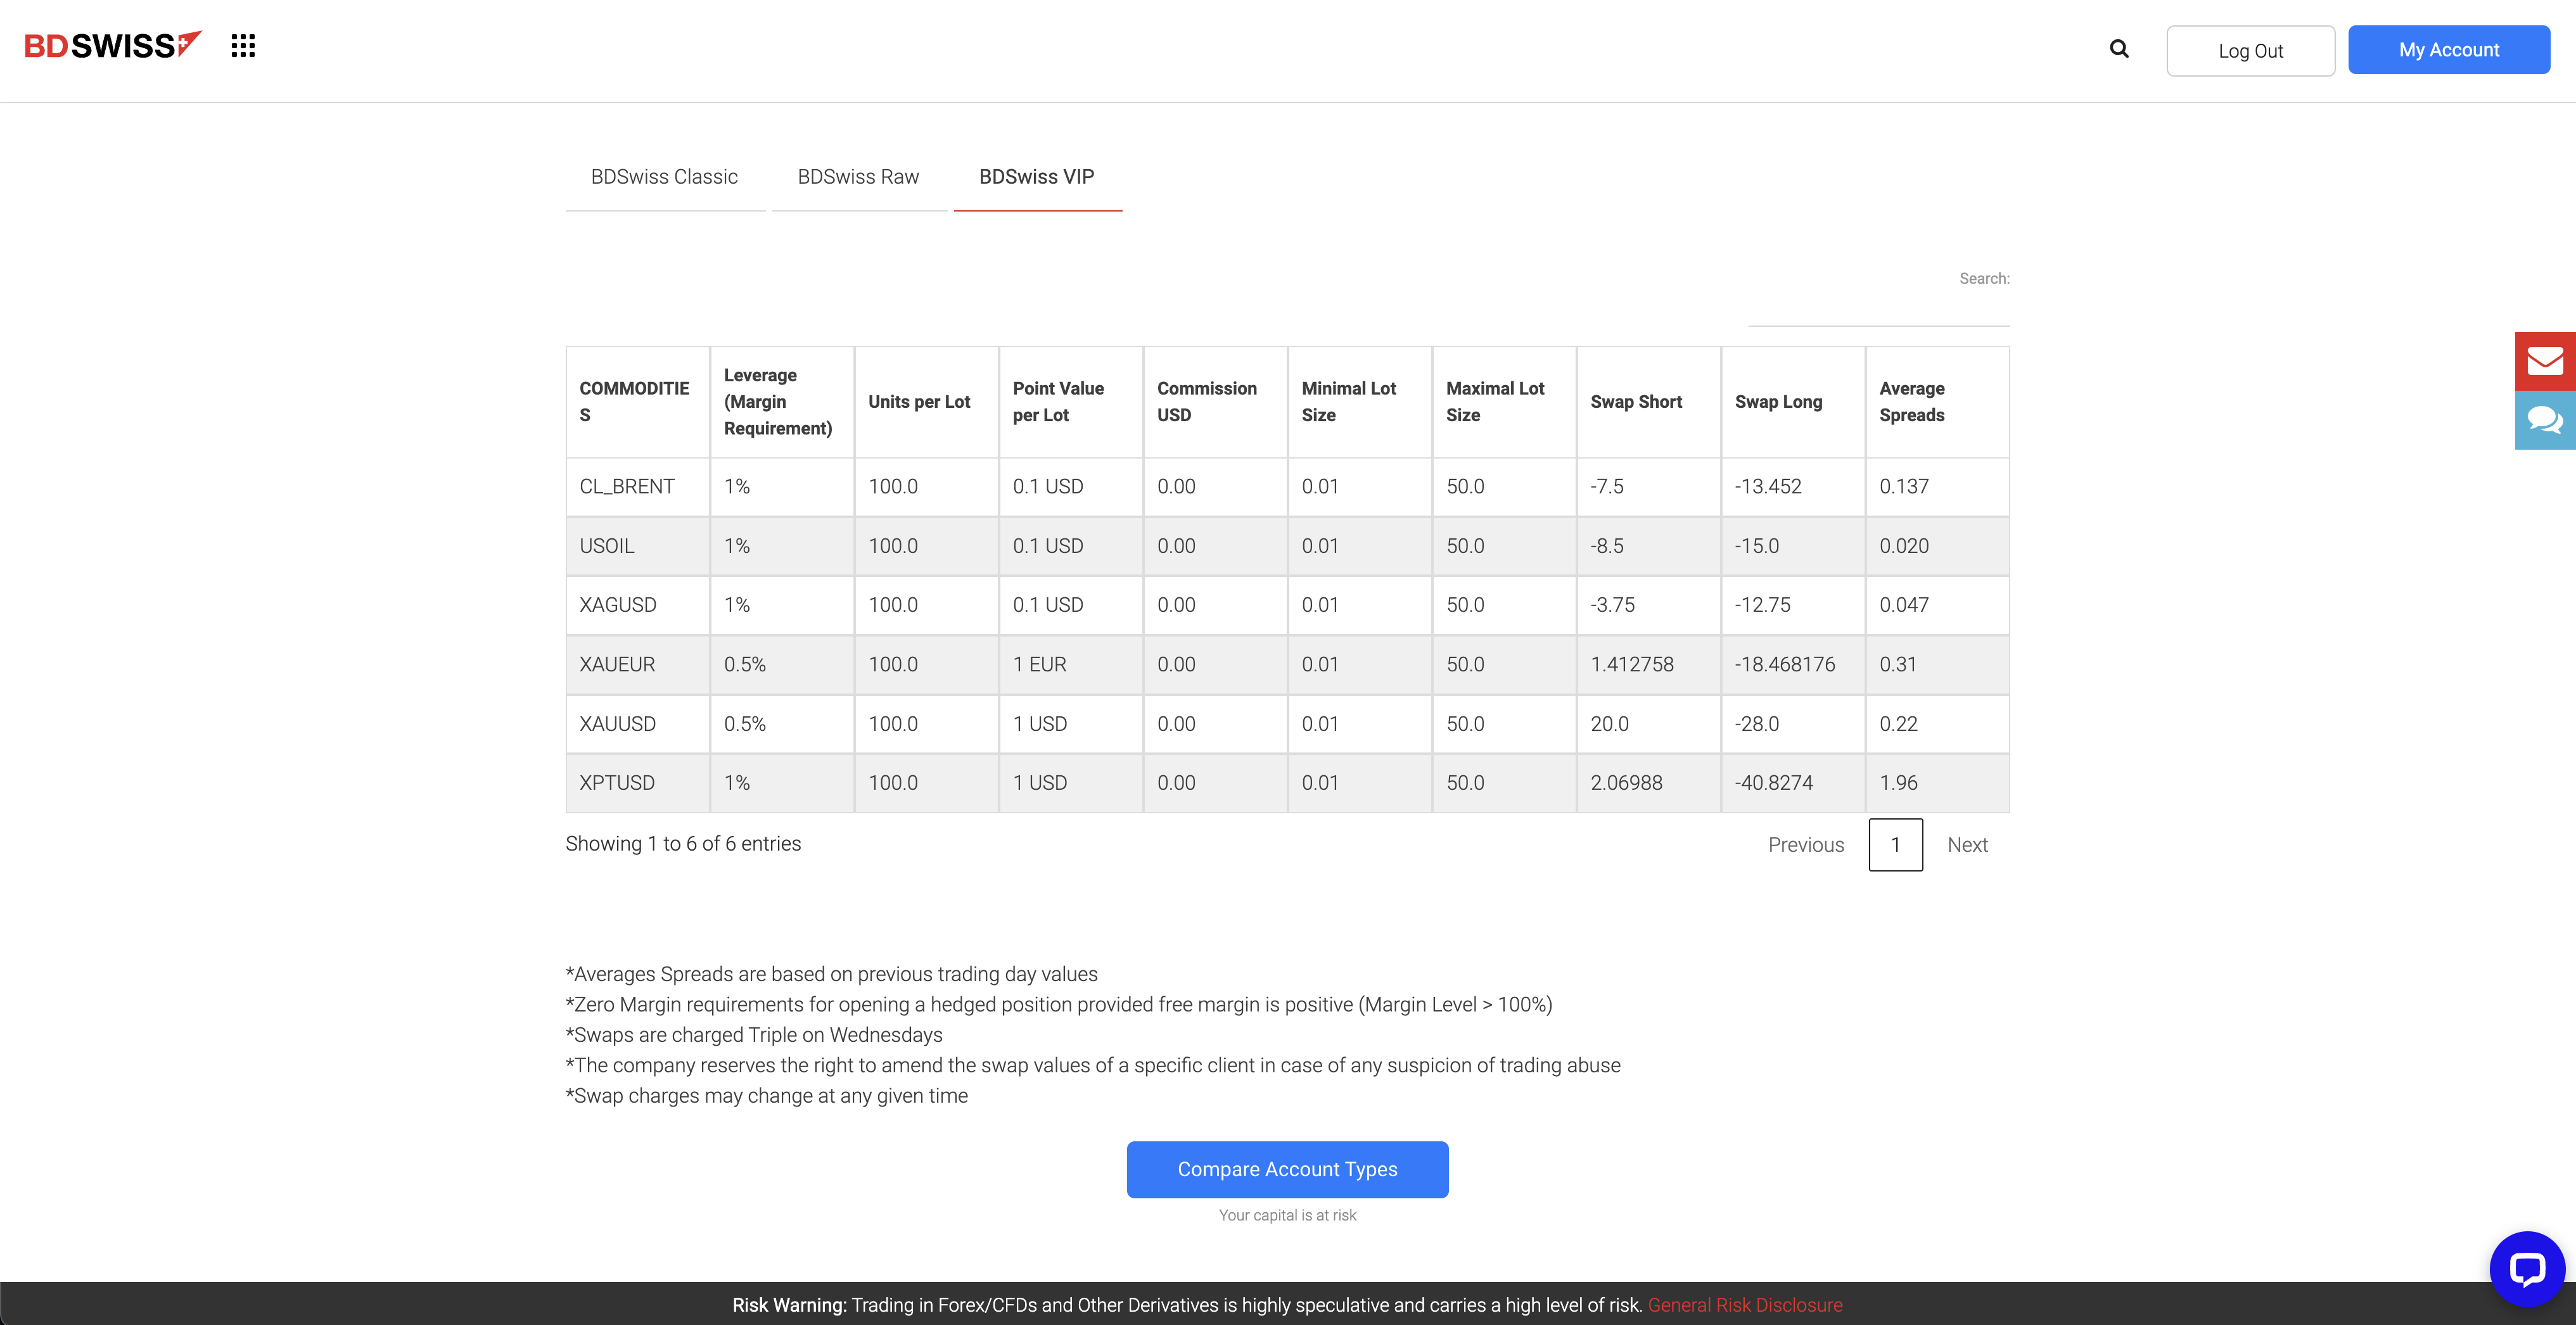 BDSWISS
Log Out
My Account
BDSwiss Classic
BDSwiss Raw
BDSwiss VIP
Search:
COMMODITIE
S
Leverage
(Margin
Requirement)
Units per Lot
Point Value
per Lot
Commission
USD
Minimal Lot
Size
Maximal Lot
Size
Swap Short
Swap Long
Average
Spreads
CL_BRENT 1% 100.0 0.1 USD 0.00 0.01 50.0 -7.5 -13.452 0.137
USOIL 1% 100.0 0.1 USD 0.00 0.01 50.0 -8.5 -15.0 0.020
XAGUSD 1% 100.0 0.1 USD 0.00 0.01 50.0 -3.75 -12.75 0.047
XAUEUR 0.5% 100.0 1 EUR 0.00 0.01 50.0 1.412758 -18.468176 0.31
XAUUSD 0.5% 100.0 1 USD 0.00 0.01 50.0 20.0 -28.0 0.22
XPTUSD 1% 100.0 1 USD 0.00 0.01 50.0 2.06988 -40.8274 1.96
Showing 1 to 6 of 6 entries
Previous 1 Next
*Averages Spreads are based on previous trading day values
*Zero Margin requirements for opening a hedged position provided free margin is positive (Margin Level > 100%)
*Swaps are charged Triple on Wednesdays
*The company reserves the right to amend the swap values of a specific client in case of any suspicion of trading abuse
*Swap charges may change at any given time
Compare Account Types
Your capital is at risk
Risk Warning: Trading in Forex/CFDs and Other Derivatives is highly speculative and carries a high level of risk. General Risk Disclosure